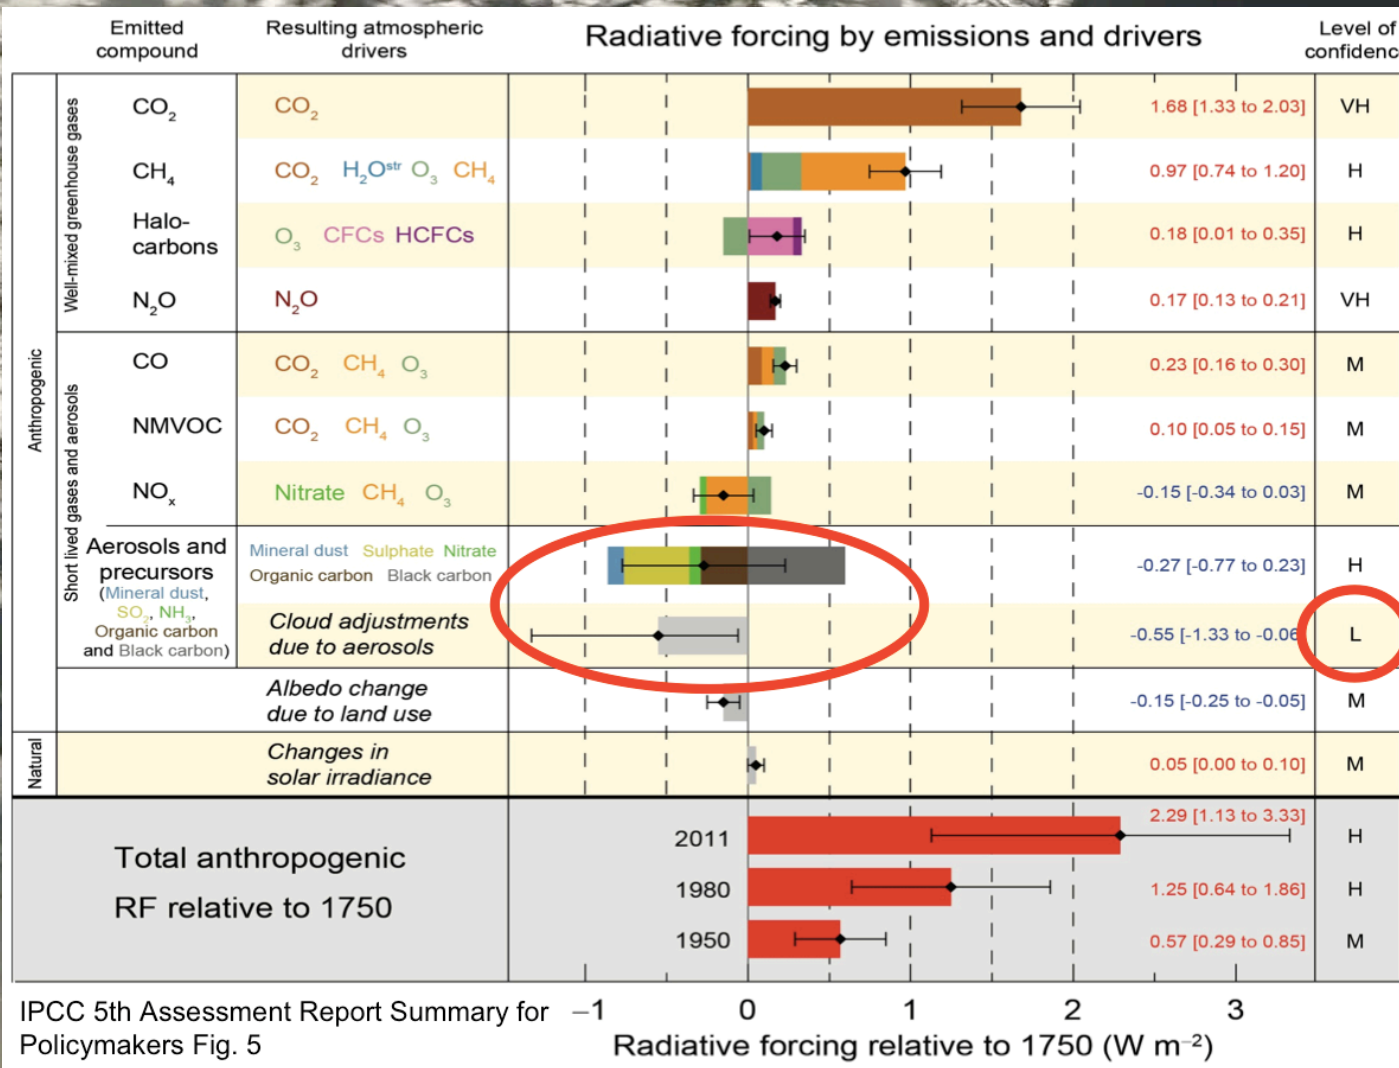 Emitted compound
Resulting atmospheric drivers
Radiative forcing by emissions and drivers
Level of confidenc
Anthropogenic
Well-mixed greenhouse gases
CO₂ CO₂ 1.68 [1.33 to 2.03] VH
CH₄ CO₂ H₂Oˢᵗʳ O₃ CH₄ 0.97 [0.74 to 1.20] H
Halo-
carbons O₃ CFCs HCFCs 0.18 [0.01 to 0.35] H
N₂O N₂O 0.17 [0.13 to 0.21] VH
Short lived gases and aerosols
CO CO₂ CH₄ O₃ 0.23 [0.16 to 0.30] M
NMVOC CO₂ CH₄ O₃ 0.10 [0.05 to 0.15] M
NOₓ Nitrate CH₄ O₃ -0.15 [-0.34 to 0.03] M
Aerosols and
precursors
(Mineral dust,
SO₂, NH₃,
Organic carbon
and Black carbon)
Mineral dust Sulphate Nitrate
Organic carbon Black carbon
-0.27 [-0.77 to 0.23] H
Cloud adjustments
due to aerosols
-0.55 [-1.33 to -0.06 L
Albedo change
due to land use
-0.15 [-0.25 to -0.05] M
Natural
Changes in
solar irradiance
0.05 [0.00 to 0.10] M
Total anthropogenic
RF relative to 1750
2011 2.29 [1.13 to 3.33] H
1980 1.25 [0.64 to 1.86] H
1950 0.57 [0.29 to 0.85] M
–1 0 1 2 3
Radiative forcing relative to 1750 (W m⁻²)
IPCC 5th Assessment Report Summary for
Policymakers Fig. 5